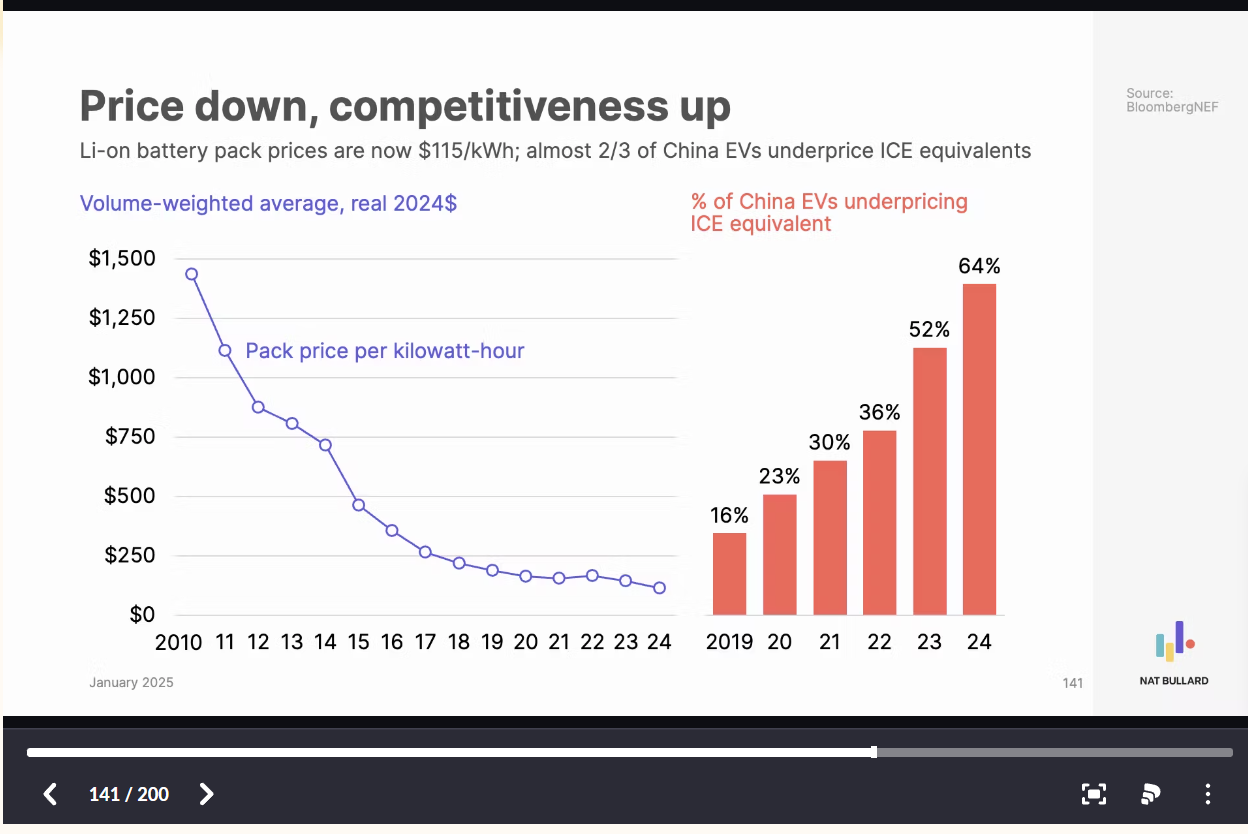 Price down, competitiveness up
Li-on battery pack prices are now $115/kWh; almost 2/3 of China EVs underprice ICE equivalents
Source:
BloombergNEF
Volume-weighted average, real 2024$
$1,500
$1,250
$1,000
$750
$500
$250
$0
Pack price per kilowatt-hour
2010 11 12 13 14 15 16 17 18 19 20 21 22 23 24
% of China EVs underpricing
ICE equivalent
16%
23%
30%
36%
52%
64%
2019 20 21 22 23 24
January 2025
141
NAT BULLARD
141 / 200